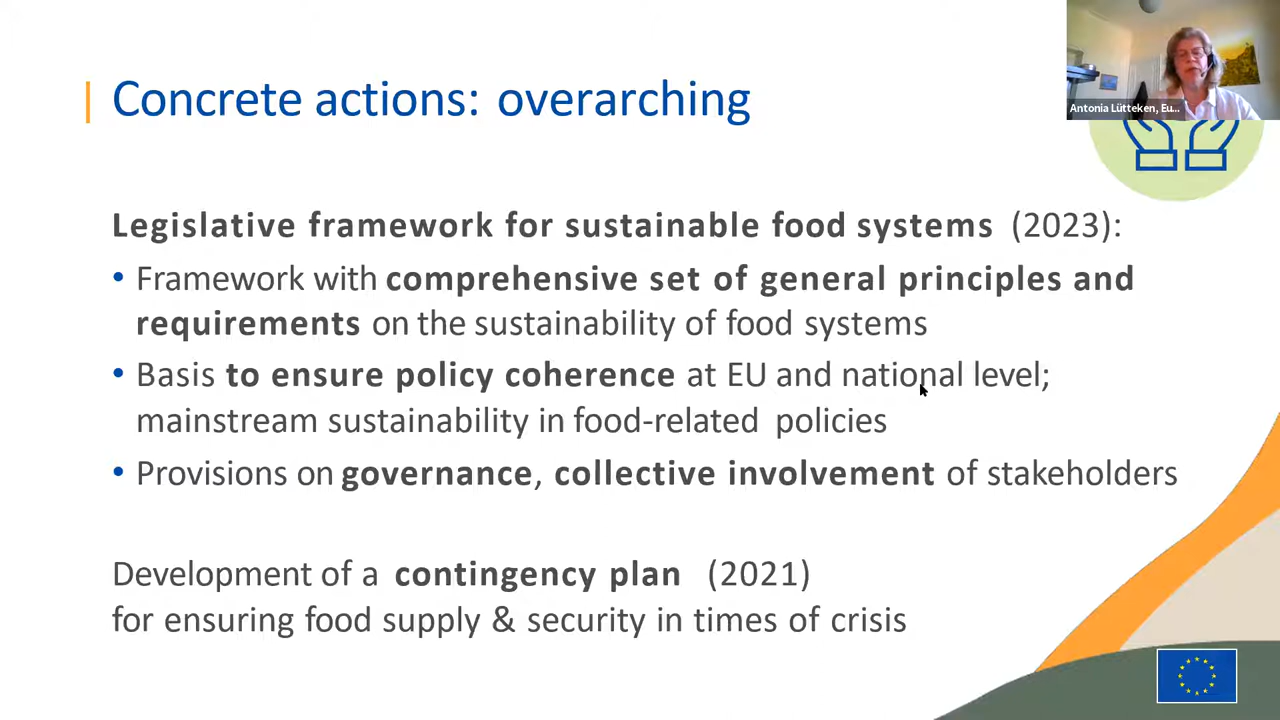 Concrete actions: overarching
Antonia Lütteken, Eu...
Legislative framework for sustainable food systems (2023):
• Framework with comprehensive set of general principles and
requirements on the sustainability of food systems
• Basis to ensure policy coherence at EU and national level;
mainstream sustainability in food-related policies
• Provisions on governance, collective involvement of stakeholders
Development of a contingency plan (2021)
for ensuring food supply & security in times of crisis